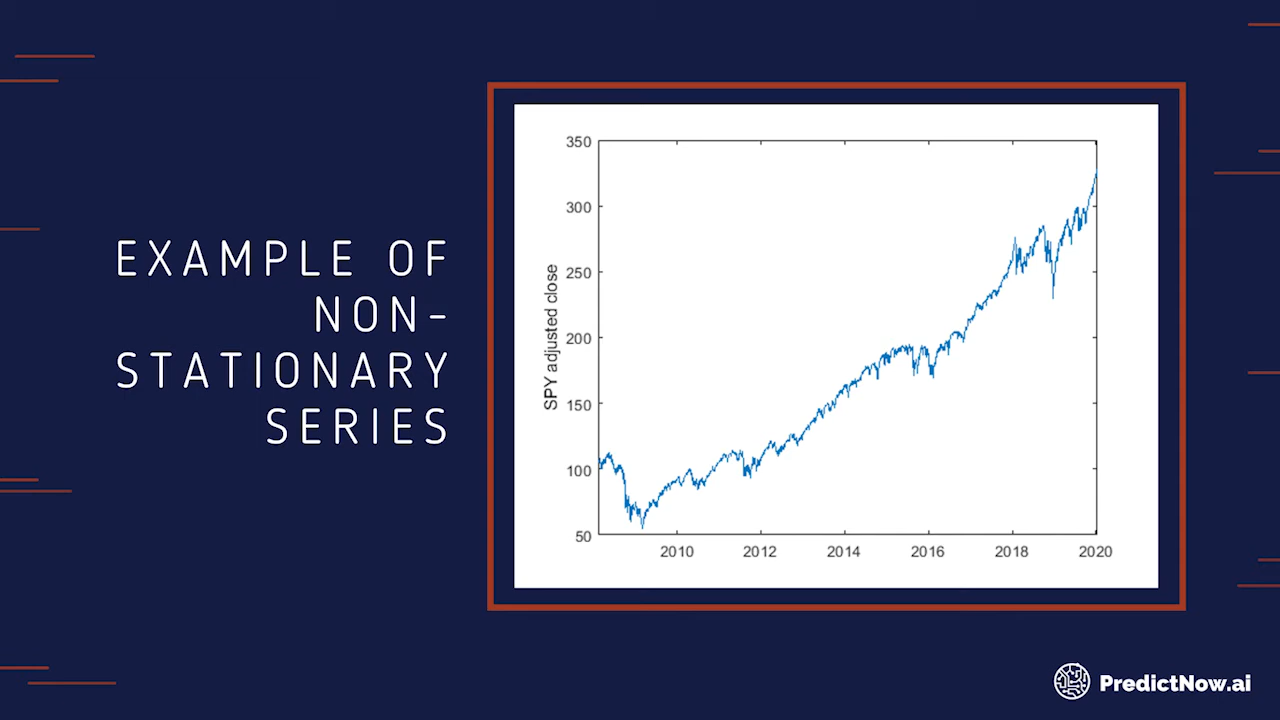 EXAMPLE OF
NON-
STATIONARY
SERIES
350
300
250
200
150
100
50
SPY adjusted close
2010 2012 2014 2016 2018 2020
PredictNow.ai